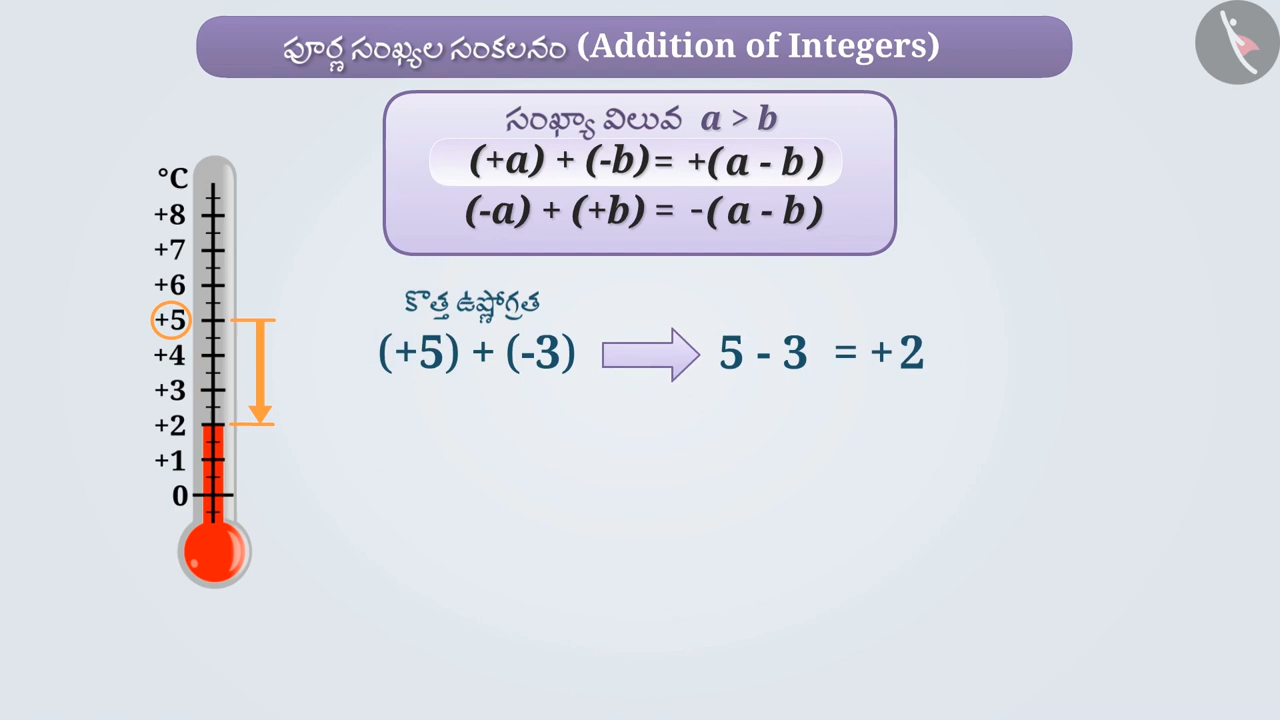 పూర్ణ సంఖ్యల సంకలనం (Addition of Integers)
సంఖ్యా విలువ a > b
(+a) + (-b) = +( a - b )
(-a) + (+b) = -( a - b )
°C
+8
+7
+6
+5
+4
+3
+2
+1
0
కొత్త ఉష్ణోగ్రత
(+5) + (-3) 5 - 3 = +2